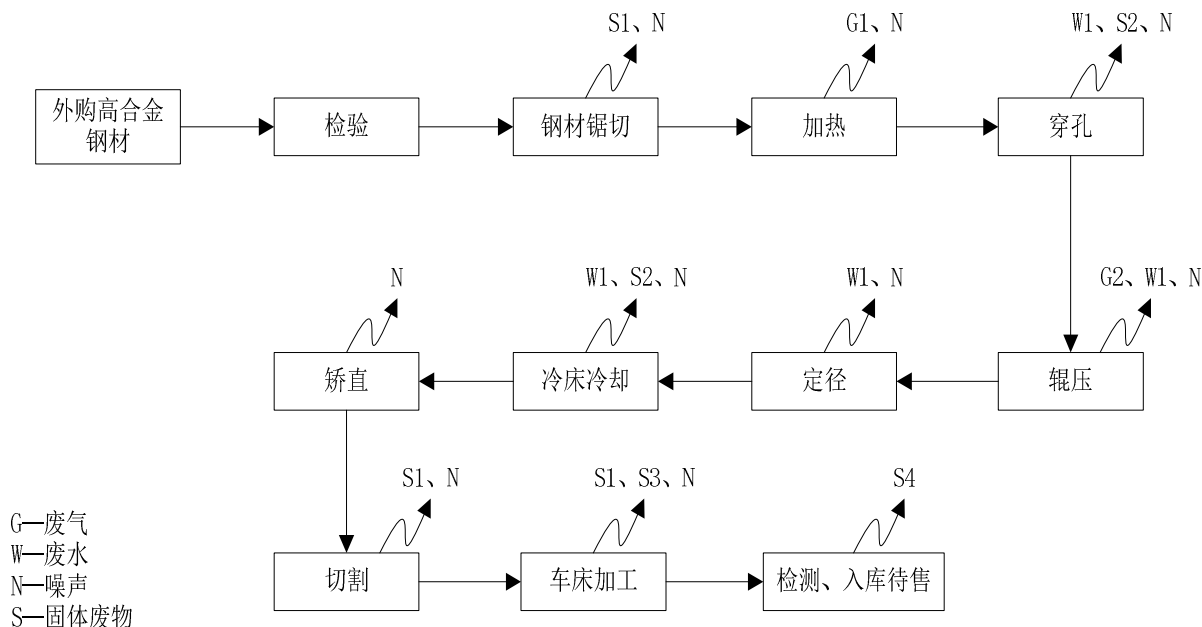 S1、N
G1、N
W1、S2、N
外购高合金
钢材
检验
钢材锯切
加热
穿孔
N
W1、S2、N
W1、N
G2、W1、N
矫直
冷床冷却
定径
辊压
S1、N
S1、S3、N
S4
切割
车床加工
检测、入库待售
G—废气
W—废水
N—噪声
S—固体废物